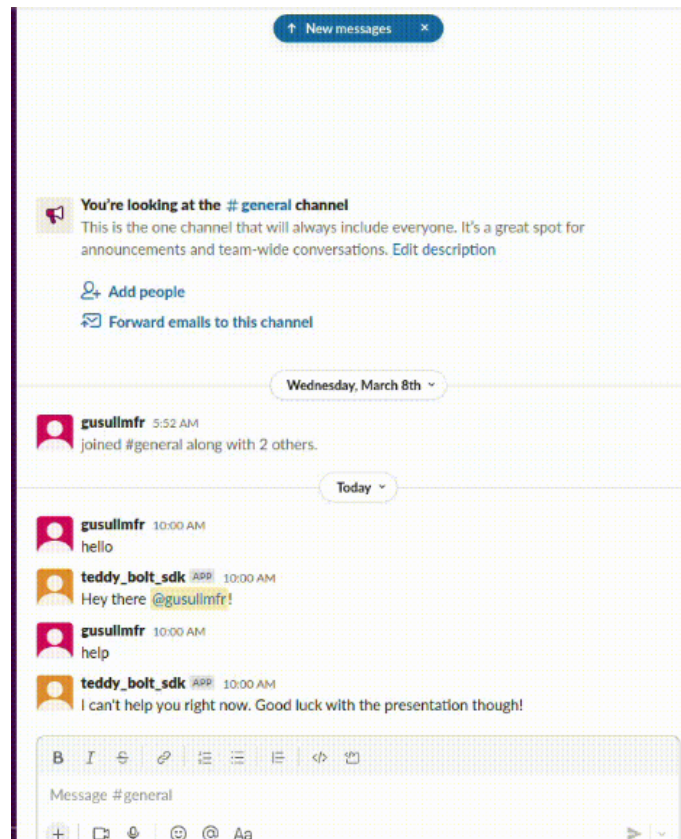 ↑ New messages ×
You're looking at the # general channel
This is the one channel that will always include everyone. It's a great spot for
announcements and team-wide conversations. Edit description
Add people
Forward emails to this channel
Wednesday, March 8th
gusullmfr 5:52 AM
joined #general along with 2 others.
Today
gusullmfr 10:00 AM
hello
teddy_bolt_sdk APP 10:00 AM
Hey there @gusullmfr!
gusullmfr 10:00 AM
help
teddy_bolt_sdk APP 10:00 AM
I can't help you right now. Good luck with the presentation though!
B I S
Message #general
+ @ Aa